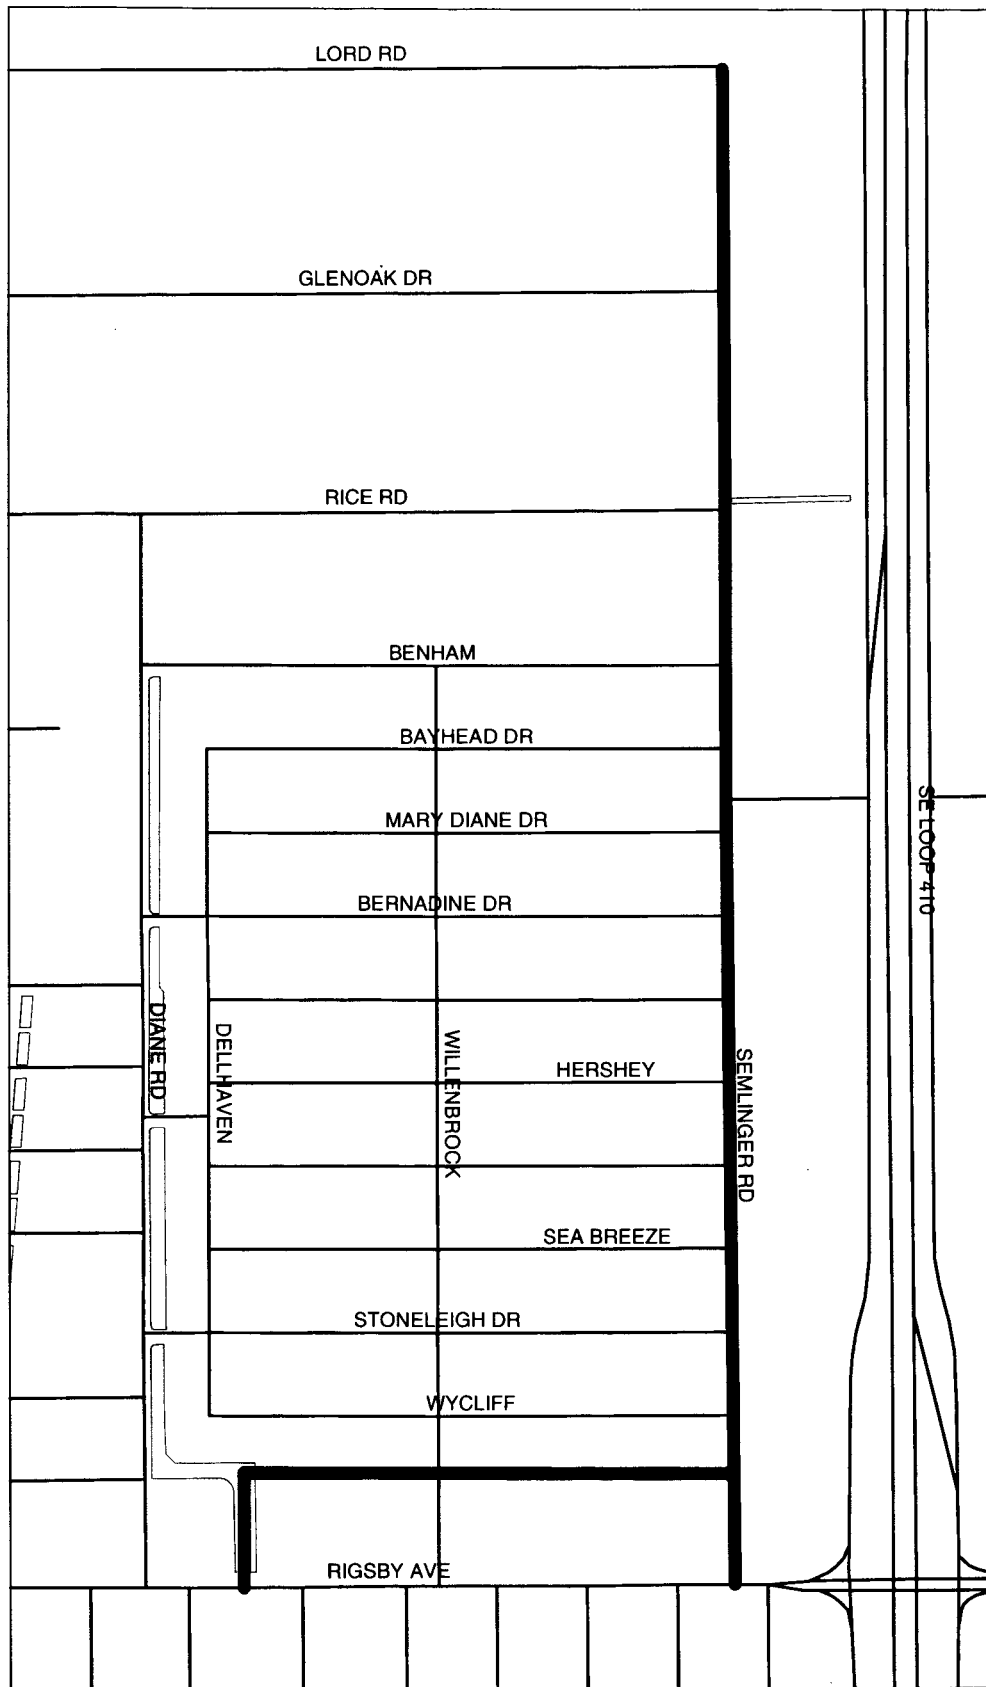 LORD RD
GLENOAK DR
RICE RD
BENHAM
BAYHEAD DR
MARY DIANE DR
SE LOOP 410
BERNADINE DR
DIANE RD
DELLHAVEN
WILLENBROCK
HERSHEY
SEMLINGER RD
SEA BREEZE
STONELEIGH DR
WYCLIFF
RIGSBY AVE